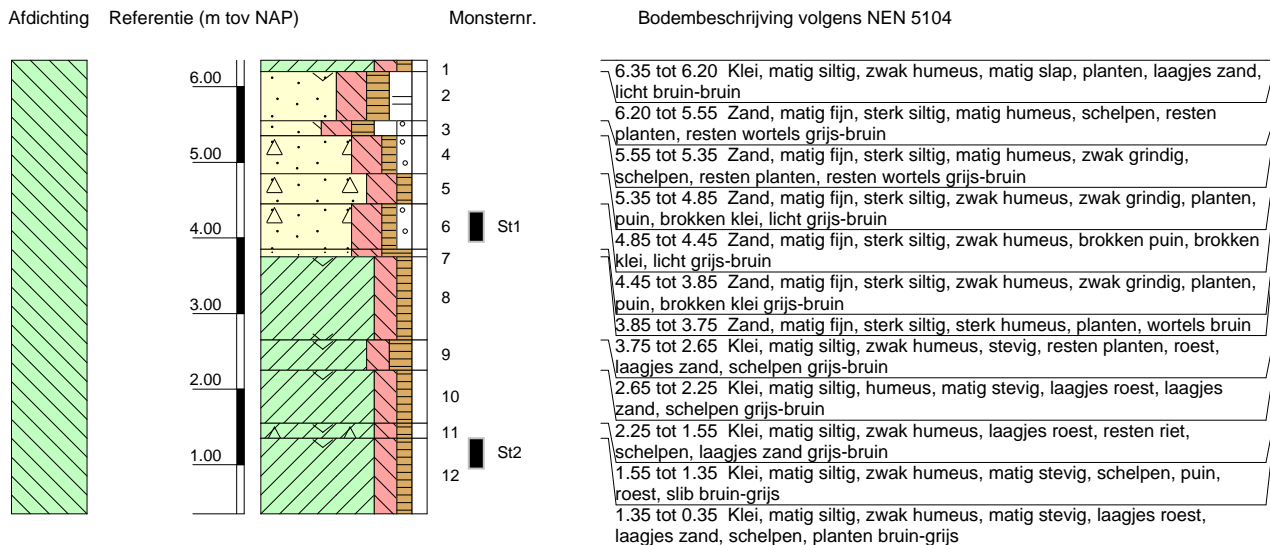 Afdichting Referentie (m tov NAP) Monsternr. Bodembeschrijving volgens NEN 5104
6.00
5.00
4.00
3.00
2.00
1.00
1
2
3
4
5
6
7
8
9
10
11
12
St1
St2
6.35 tot 6.20 Klei, matig siltig, zwak humeus, matig slap, planten, laagjes zand,
licht bruin-bruin
6.20 tot 5.55 Zand, matig fijn, sterk siltig, matig humeus, schelpen, resten
planten, resten wortels grijs-bruin
5.55 tot 5.35 Zand, matig fijn, sterk siltig, matig humeus, zwak grindig,
schelpen, resten planten, resten wortels grijs-bruin
5.35 tot 4.85 Zand, matig fijn, sterk siltig, zwak humeus, zwak grindig, planten,
puin, brokken klei, licht grijs-bruin
4.85 tot 4.45 Zand, matig fijn, sterk siltig, zwak humeus, brokken puin, brokken
klei, licht grijs-bruin
4.45 tot 3.85 Zand, matig fijn, sterk siltig, zwak humeus, zwak grindig, planten,
puin, brokken klei grijs-bruin
3.85 tot 3.75 Zand, matig fijn, sterk siltig, sterk humeus, planten, wortels bruin
3.75 tot 2.65 Klei, matig siltig, zwak humeus, stevig, resten planten, roest,
laagjes zand, schelpen grijs-bruin
2.65 tot 2.25 Klei, matig siltig, humeus, matig stevig, laagjes roest, laagjes
zand, schelpen grijs-bruin
2.25 tot 1.55 Klei, matig siltig, zwak humeus, laagjes roest, resten riet,
schelpen, laagjes zand grijs-bruin
1.55 tot 1.35 Klei, matig siltig, zwak humeus, matig stevig, schelpen, puin,
roest, slib bruin-grijs
1.35 tot 0.35 Klei, matig siltig, zwak humeus, matig stevig, laagjes roest,
laagjes zand, schelpen, planten bruin-grijs